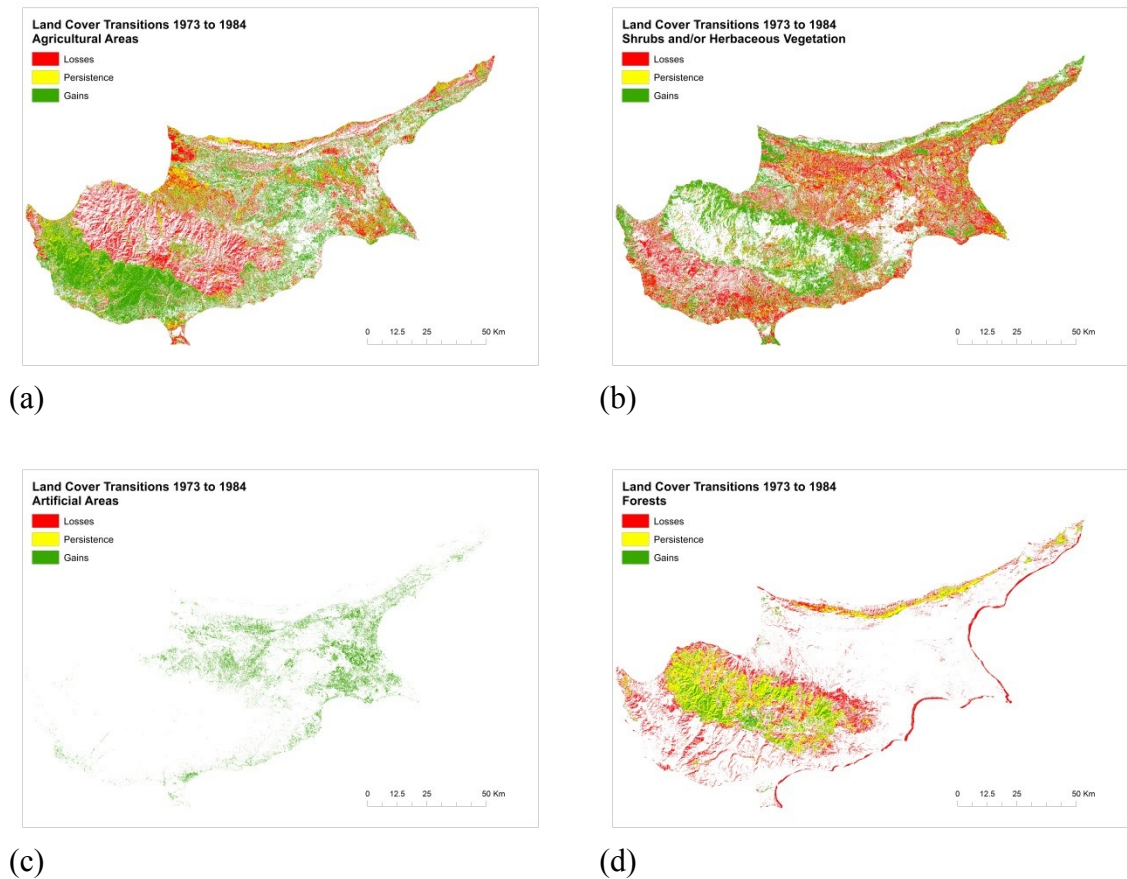 Land Cover Transitions 1973 to 1984
Agricultural Areas
Losses
Persistence
Gains
0 12.5 25 50 Km
(a)
Land Cover Transitions 1973 to 1984
Shrubs and/or Herbaceous Vegetation
Losses
Persistence
Gains
0 12.5 25 50 Km
(b)
Land Cover Transitions 1973 to 1984
Artificial Areas
Losses
Persistence
Gains
0 12.5 25 50 Km
(c)
Land Cover Transitions 1973 to 1984
Forests
Losses
Persistence
Gains
0 12.5 25 50 Km
(d)